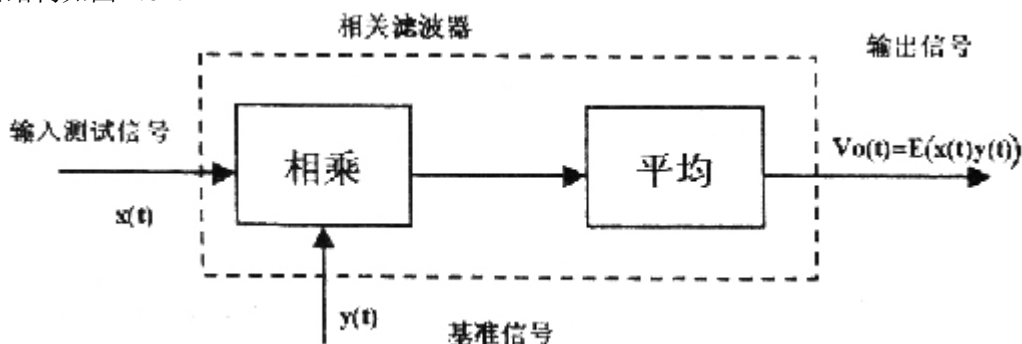 相关滤波器
输出信号
输入测试信号
相乘
平均
Vo(t)=E(x(t)y(t))
x(t)
y(t)
基准信号